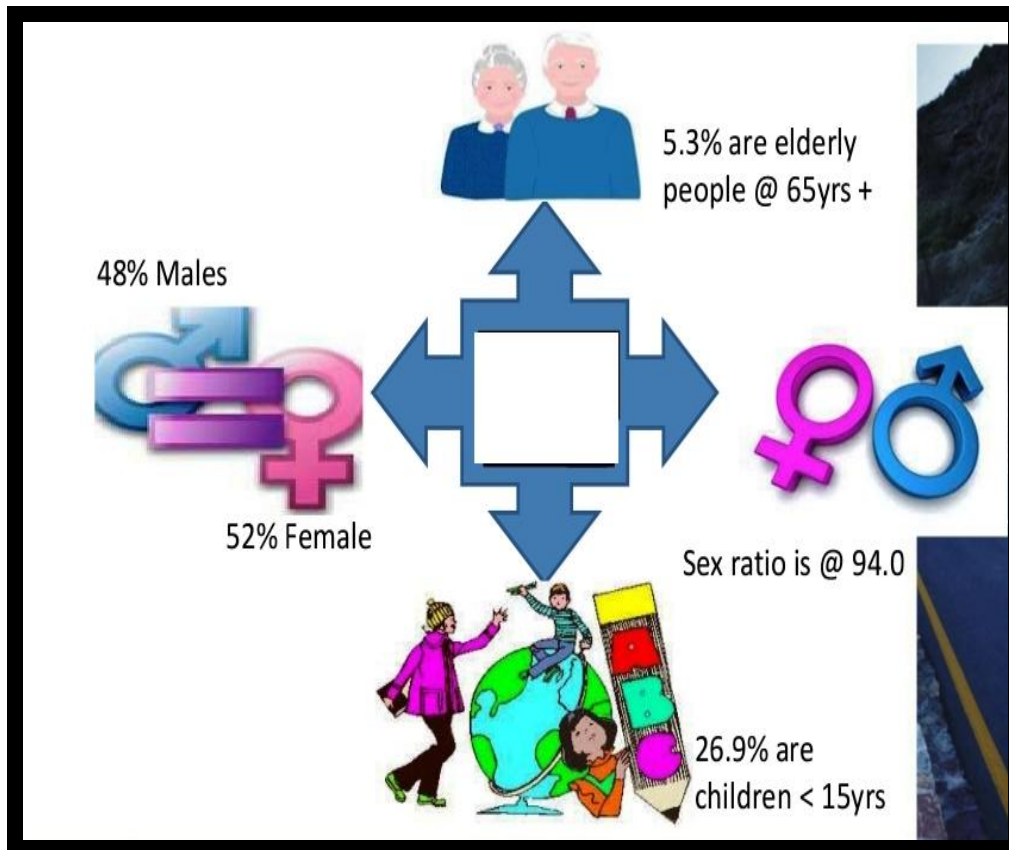 5.3% are elderly
people @ 65yrs +
48% Males
52% Female
Sex ratio is @ 94.0
A
B
C
26.9% are
children < 15yrs